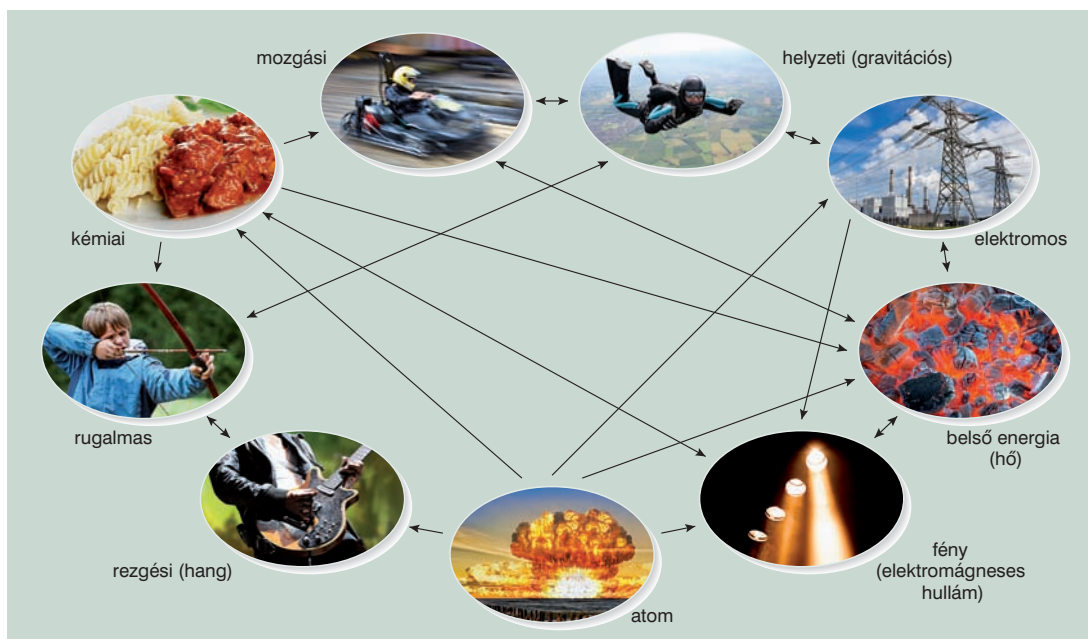 mozgási
helyzeti (gravitációs)
kémiai
elektromos
rugalmas
belső energia
(hő)
rezgési (hang)
atom
fény
(elektromágneses
hullám)